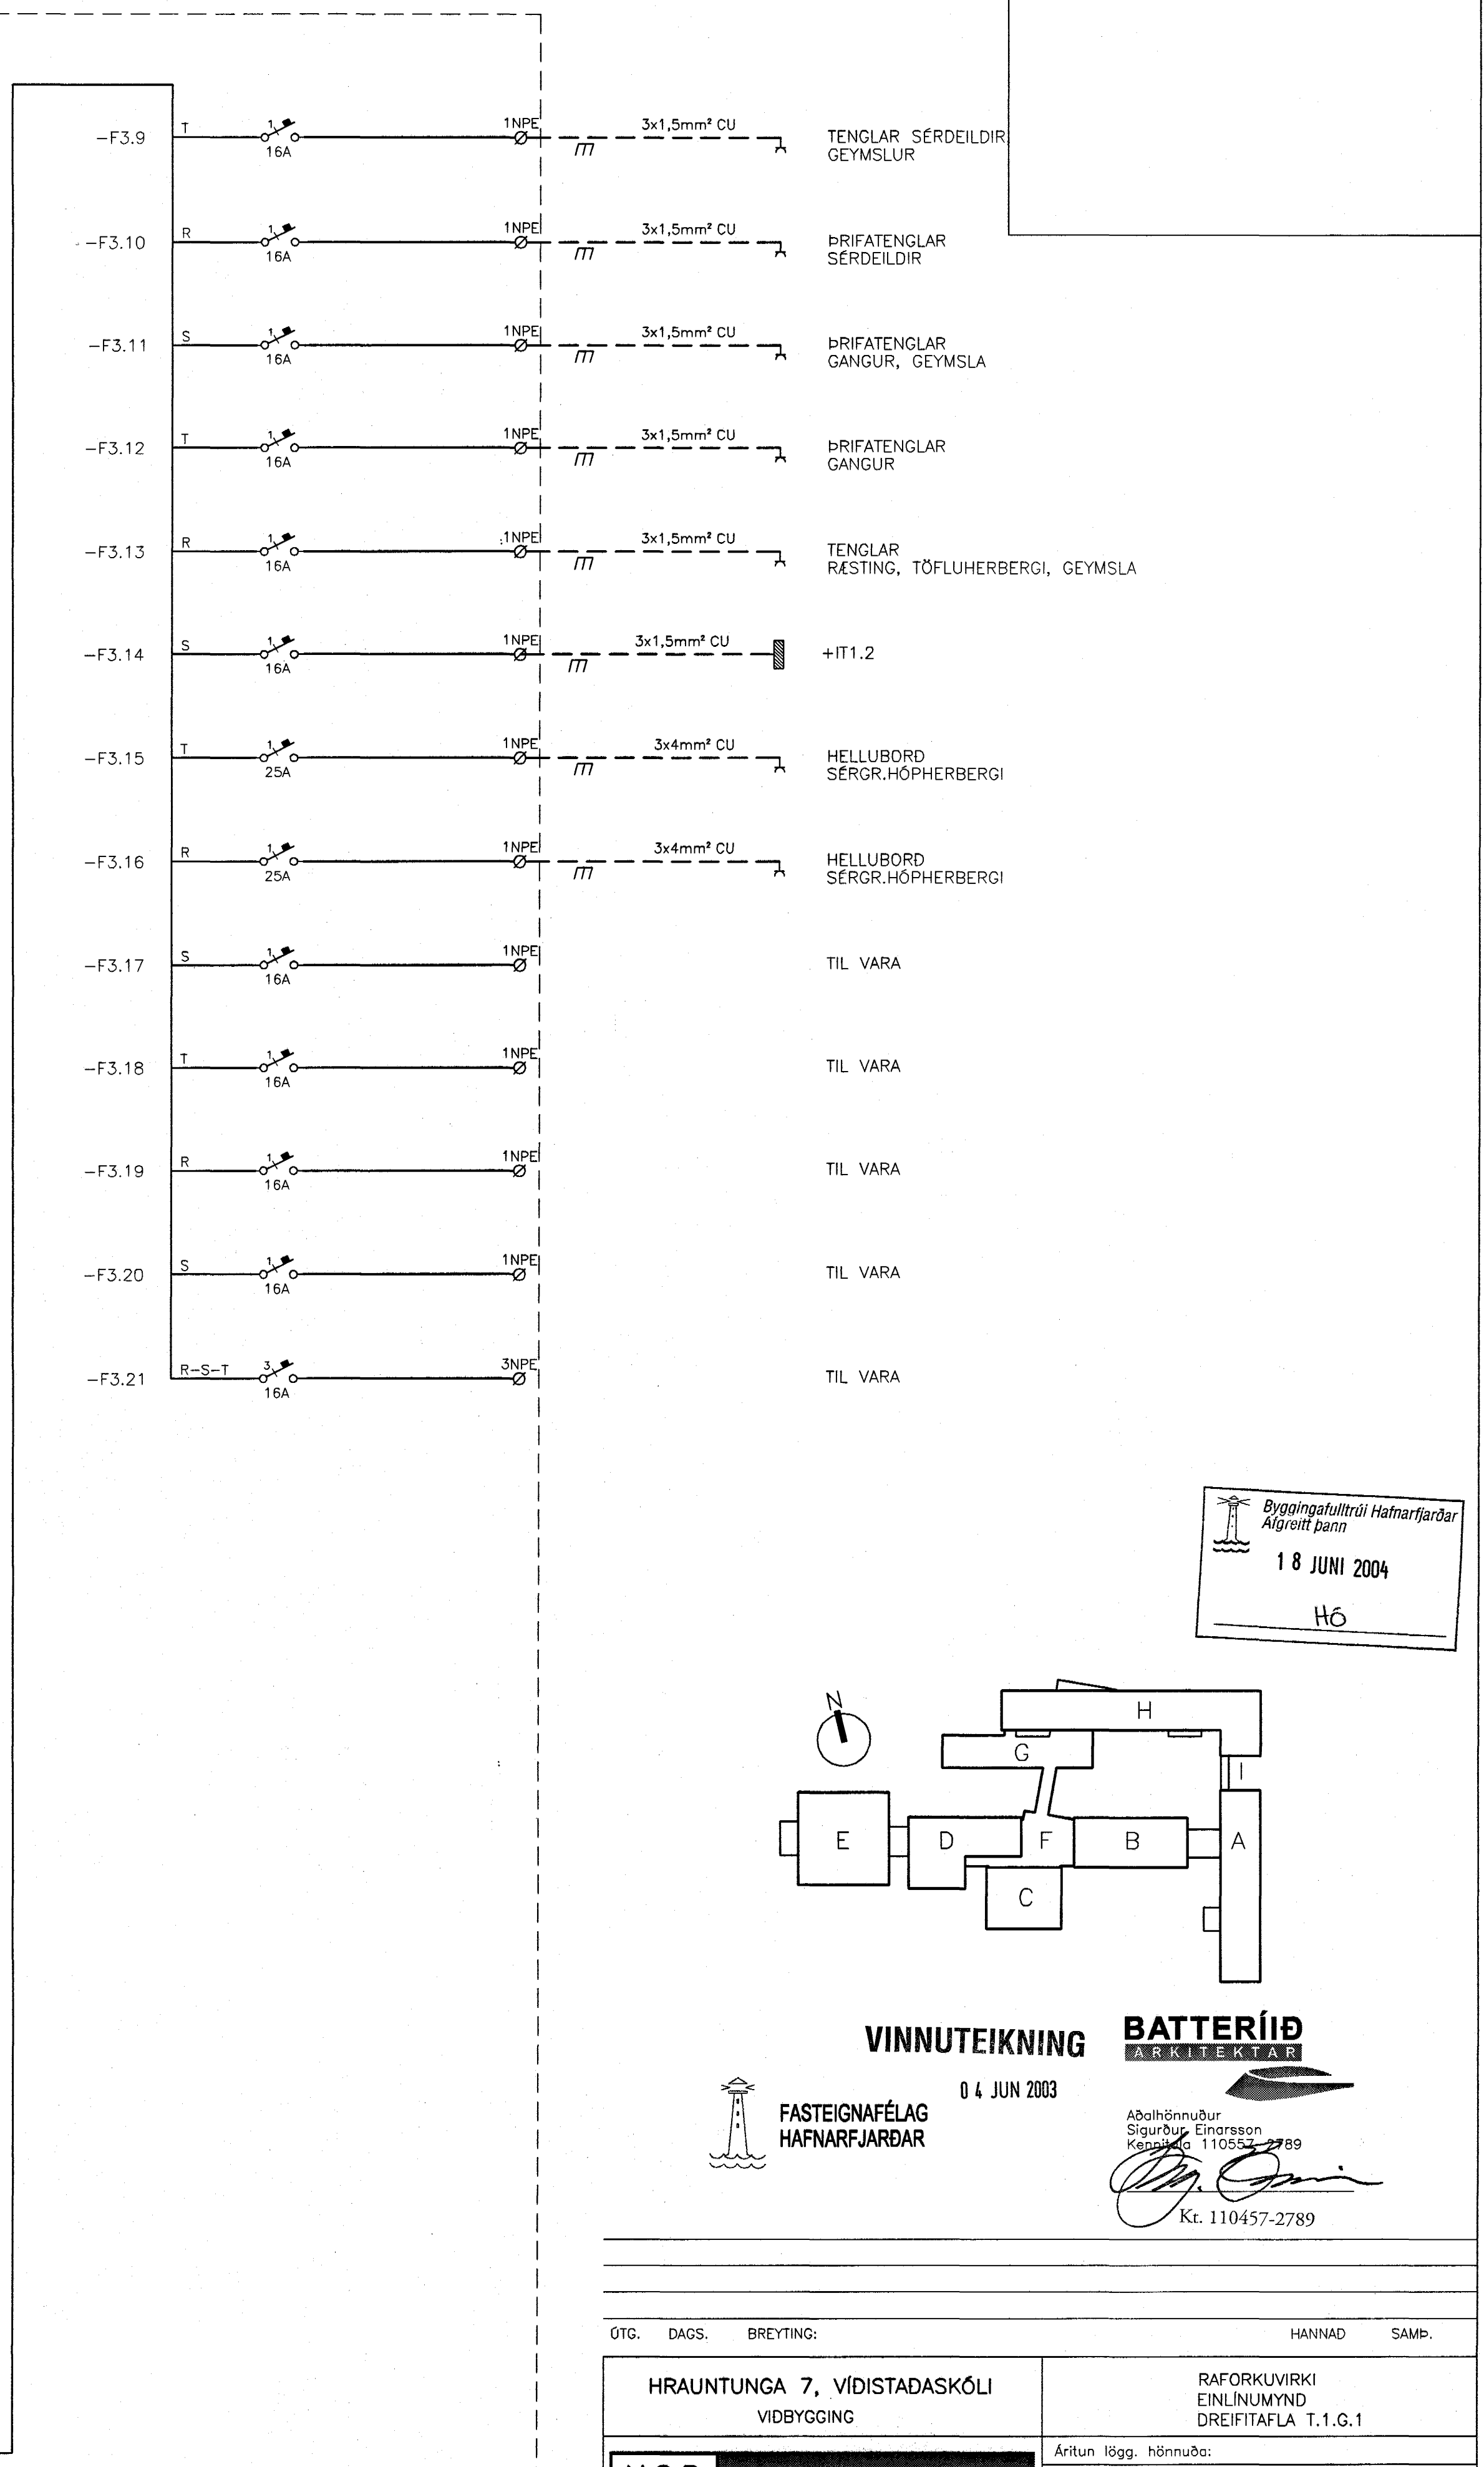 -F3.9 T 1 16A 1NPE 3x1,5mm² CU TENGLAR SÉRDEILDIR
GEYMSLUR
-F3.10 R 1 16A 1NPE 3x1,5mm² CU ÞRIFATENGLAR
SÉRDEILDIR
-F3.11 S 1 16A 1NPE 3x1,5mm² CU ÞRIFATENGLAR
GANGUR, GEYMSLA
-F3.12 T 1 16A 1NPE 3x1,5mm² CU ÞRIFATENGLAR
GANGUR
-F3.13 R 1 16A 1NPE 3x1,5mm² CU TENGLAR
RÆSTING, TÖFLUHERBERGI, GEYMSLA
-F3.14 S 1 16A 1NPE 3x1,5mm² CU +IT1.2
-F3.15 T 1 25A 1NPE 3x4mm² CU HELLUBORÐ
SÉRGR.HÓPHERBERGI
-F3.16 R 1 25A 1NPE 3x4mm² CU HELLUBORÐ
SÉRGR.HÓPHERBERGI
-F3.17 S 1 16A 1NPE TIL VARA
-F3.18 T 1 16A 1NPE TIL VARA
-F3.19 R 1 16A 1NPE TIL VARA
-F3.20 S 1 16A 1NPE TIL VARA
-F3.21 R-S-T 3 16A 3NPE TIL VARA
Byggingafulltrúi Hafnarfjarðar
Afgreitt þann
18 JUNI 2004
HÓ
N
H
G
I
E D F B A
C
VINNUTEIKNING
04 JUN 2003
BATTERÍIÐ
ARKITEKTAR
FASTEIGNAFÉLAG
HAFNARFJARÐAR
Aðalhönnuður
Sigurður Einarsson
Kennitala 110557-2789
Kt. 110457-2789
ÚTG. DAGS. BREYTING: HANNAÐ SAMÞ.
HRAUNTUNGA 7, VÍÐISTAÐASKÓLI
VIÐBYGGING
RAFORKUVIRKI
EINLÍNUMYND
DREIFITAFLA T.1.G.1
Áritun lögg. hönnuða: